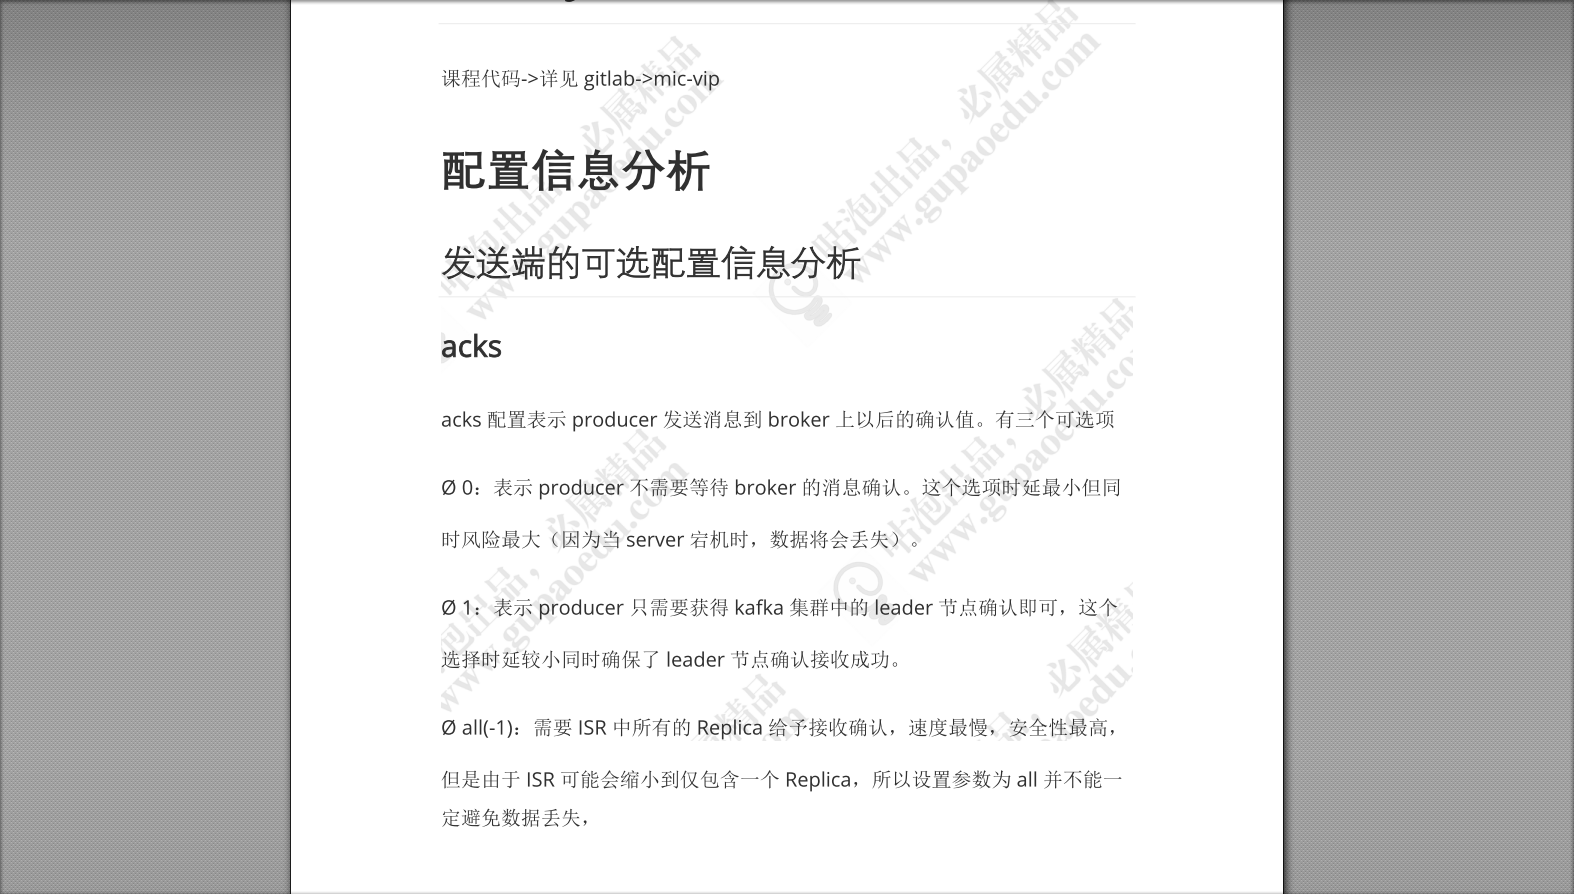 课程代码->详见 gitlab->mic-vip
配置信息分析
发送端的可选配置信息分析
acks
acks 配置表示 producer 发送消息到 broker 上以后的确认值。有三个可选项
Ø 0：表示 producer 不需要等待 broker 的消息确认。这个选项时延最小但同
时风险最大（因为当 server 宕机时，数据将会丢失）。
Ø 1：表示 producer 只需要获得 kafka 集群中的 leader 节点确认即可，这个
选择时延较小同时确保了 leader 节点确认接收成功。
Ø all(-1)：需要 ISR 中所有的 Replica 给予接收确认，速度最慢，安全性最高，
但是由于 ISR 可能会缩小到仅包含一个 Replica，所以设置参数为 all 并不能一
定避免数据丢失，
咕泡出品，必属精品
www.gupaoedu.com